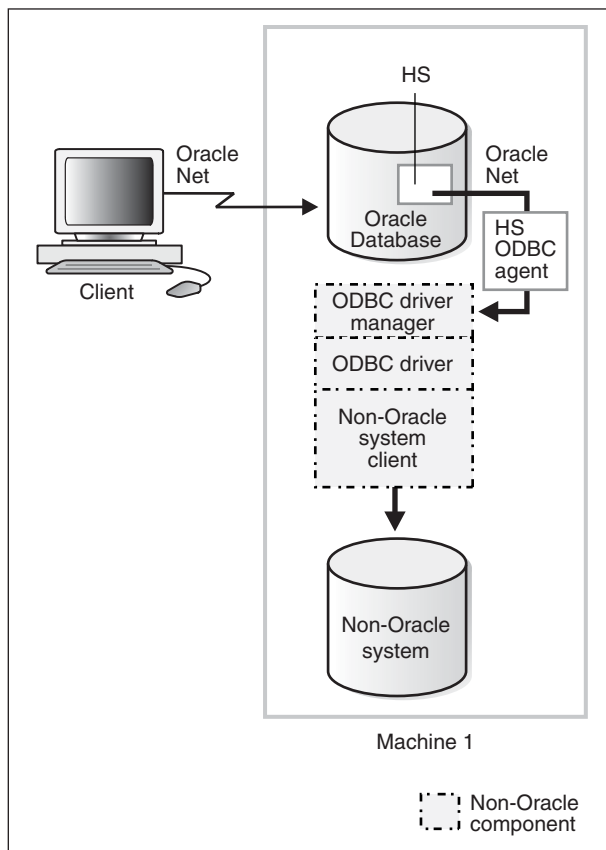 HS
Oracle
Net
Oracle
Net
Oracle
Database
HS
ODBC
agent
Client
ODBC driver
manager
ODBC driver
Non-Oracle
system
client
Non-Oracle
system
Machine 1
Non-Oracle
component